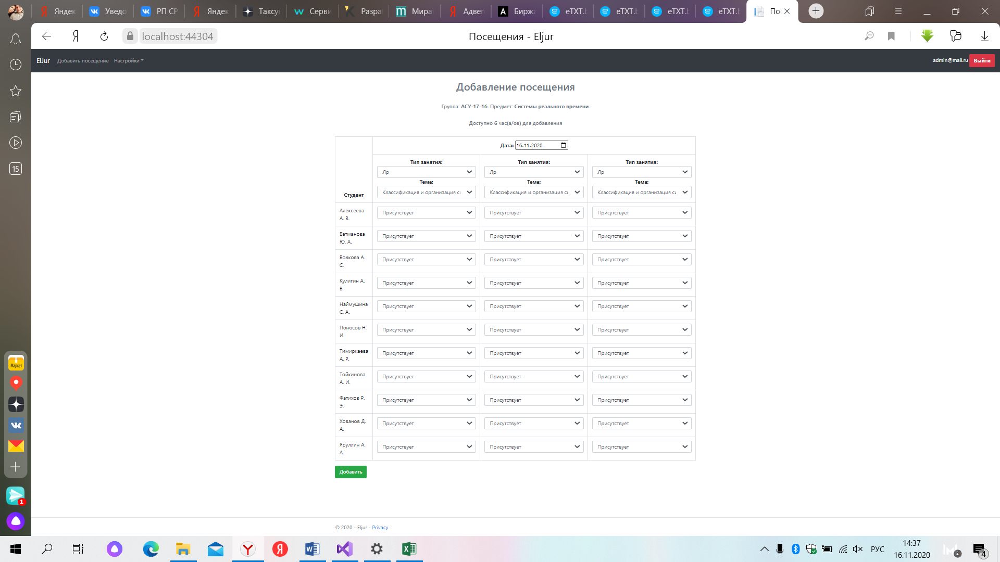 Яндек
Уведо
РП СР
Яндек
Таксу
Серви
Разра
Мира
Адвег
Биржа
eTXT.b
eTXT.b
eTXT.b
eTXT.b
По
localhost:44304
Посещения - Eljur
ElJur Добавить посещение Настройки
admin@mail.ru Выйти
15
Добавление посещения
Группа: АСУ-17-16. Предмет: Системы реального времени.
Доступно 6 час(а/ов) для добавления
Студент
Дата: 16.11.2020
Тип занятия: Тип занятия: Тип занятия:
Лр Лр Лр
Тема: Тема: Тема:
Классификация и организация си Классификация и организация си Классификация и организация си
Алексеева А. В. Присутствует Присутствует Присутствует
Батманова Ю. А. Присутствует Присутствует Присутствует
Волкова А. С. Присутствует Присутствует Присутствует
Кулигин А. В. Присутствует Присутствует Присутствует
Наймушина С. А. Присутствует Присутствует Присутствует
Поносов Н. И. Присутствует Присутствует Присутствует
Тимиркаева А. Р. Присутствует Присутствует Присутствует
Тойкинова А. И. Присутствует Присутствует Присутствует
Фатихов Р. Э. Присутствует Присутствует Присутствует
Хованов Д. А. Присутствует Присутствует Присутствует
Яруллин А. А. Присутствует Присутствует Присутствует
Добавить
Маркет
1
© 2020 - Eljur - Privacy
РУС
14:37
16.11.2020
2
4